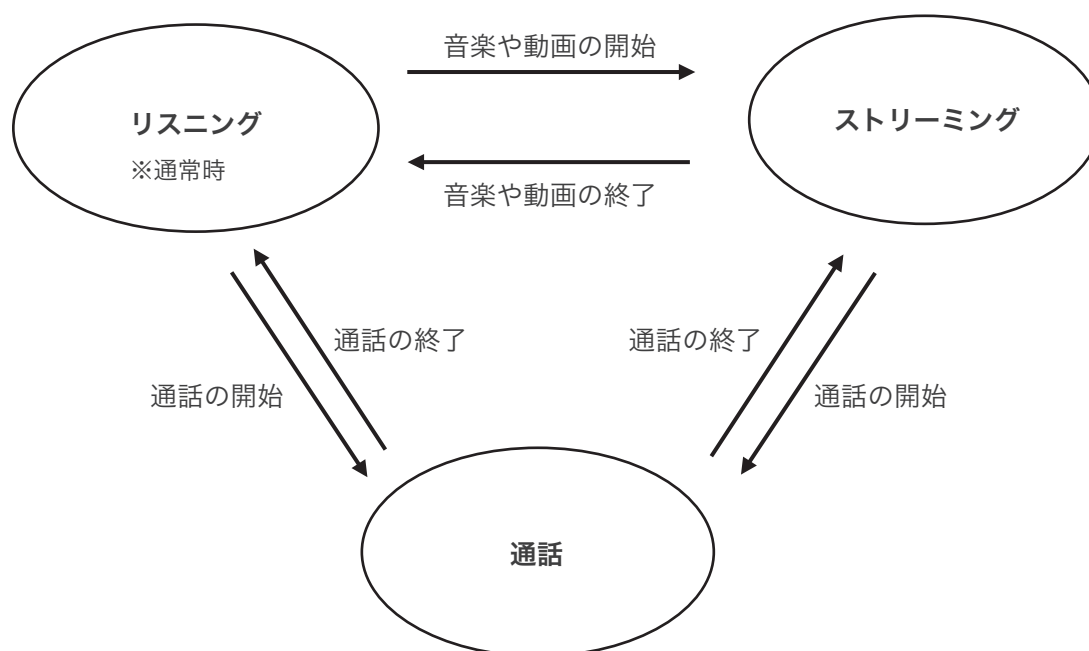 音楽や動画の開始
リスニング
※通常時
ストリーミング
音楽や動画の終了
通話の終了
通話の開始
通話の終了
通話の開始
通話